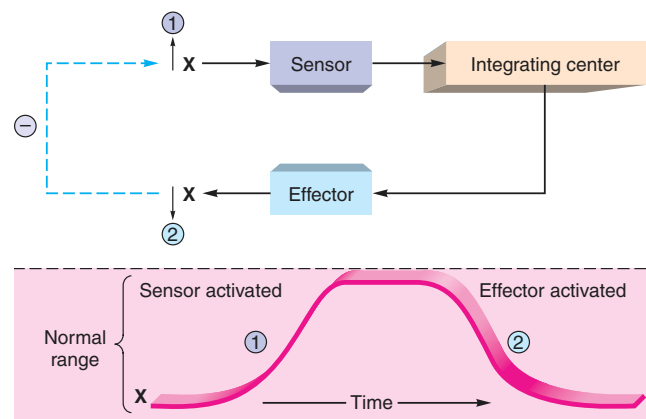 1
X
Sensor
Integrating center
−
X
Effector
2
Sensor activated
Effector activated
Normal
range
1
2
X
Time